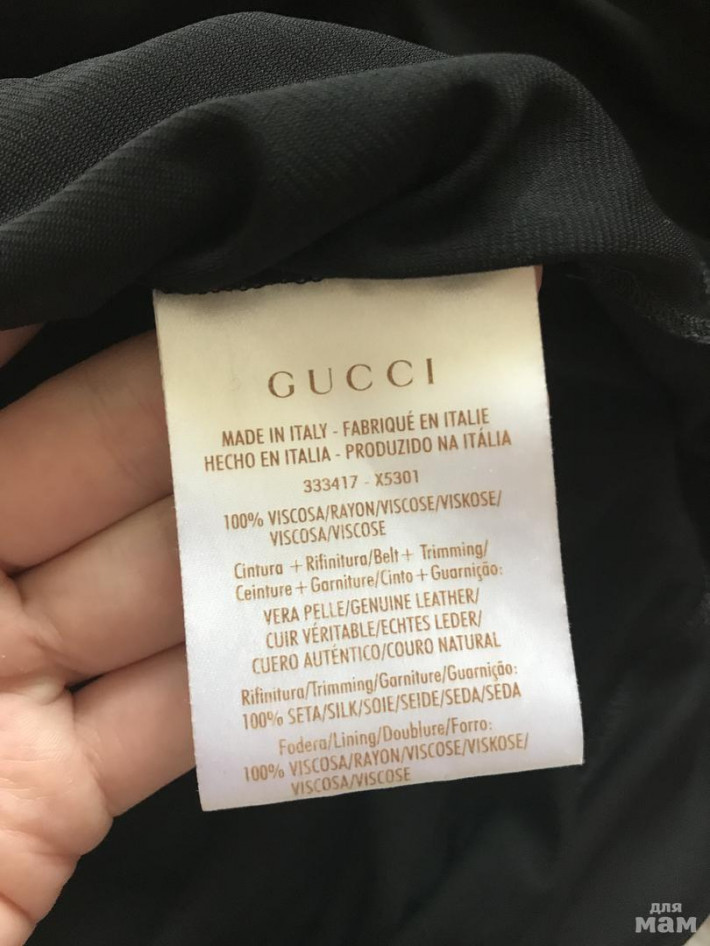 GUCCI
MADE IN ITALY - FABRIQUÉ EN ITALIE
HECHO EN ITALIA - PRODUZIDO NA ITÁLIA
333417 - X5301
100% VISCOSA/RAYON/VISCOSE/VISKOSE/
VISCOSA/VISCOSE
Cintura + Rifinitura/Belt + Trimming/
Ceinture + Garniture/Cinto + Guarnição:
VERA PELLE/GENUINE LEATHER/
CUIR VÉRITABLE/ECHTES LEDER/
CUERO AUTÉNTICO/COURO NATURAL
Rifinitura/Trimming/Garniture/Guarnição:
100% SETA/SILK/SOIE/SEIDE/SEDA/SEDA
Fodera/Lining/Doublure/Forro:
100% VISCOSA/RAYON/VISCOSE/VISKOSE/
VISCOSA/VISCOSE
для
мам